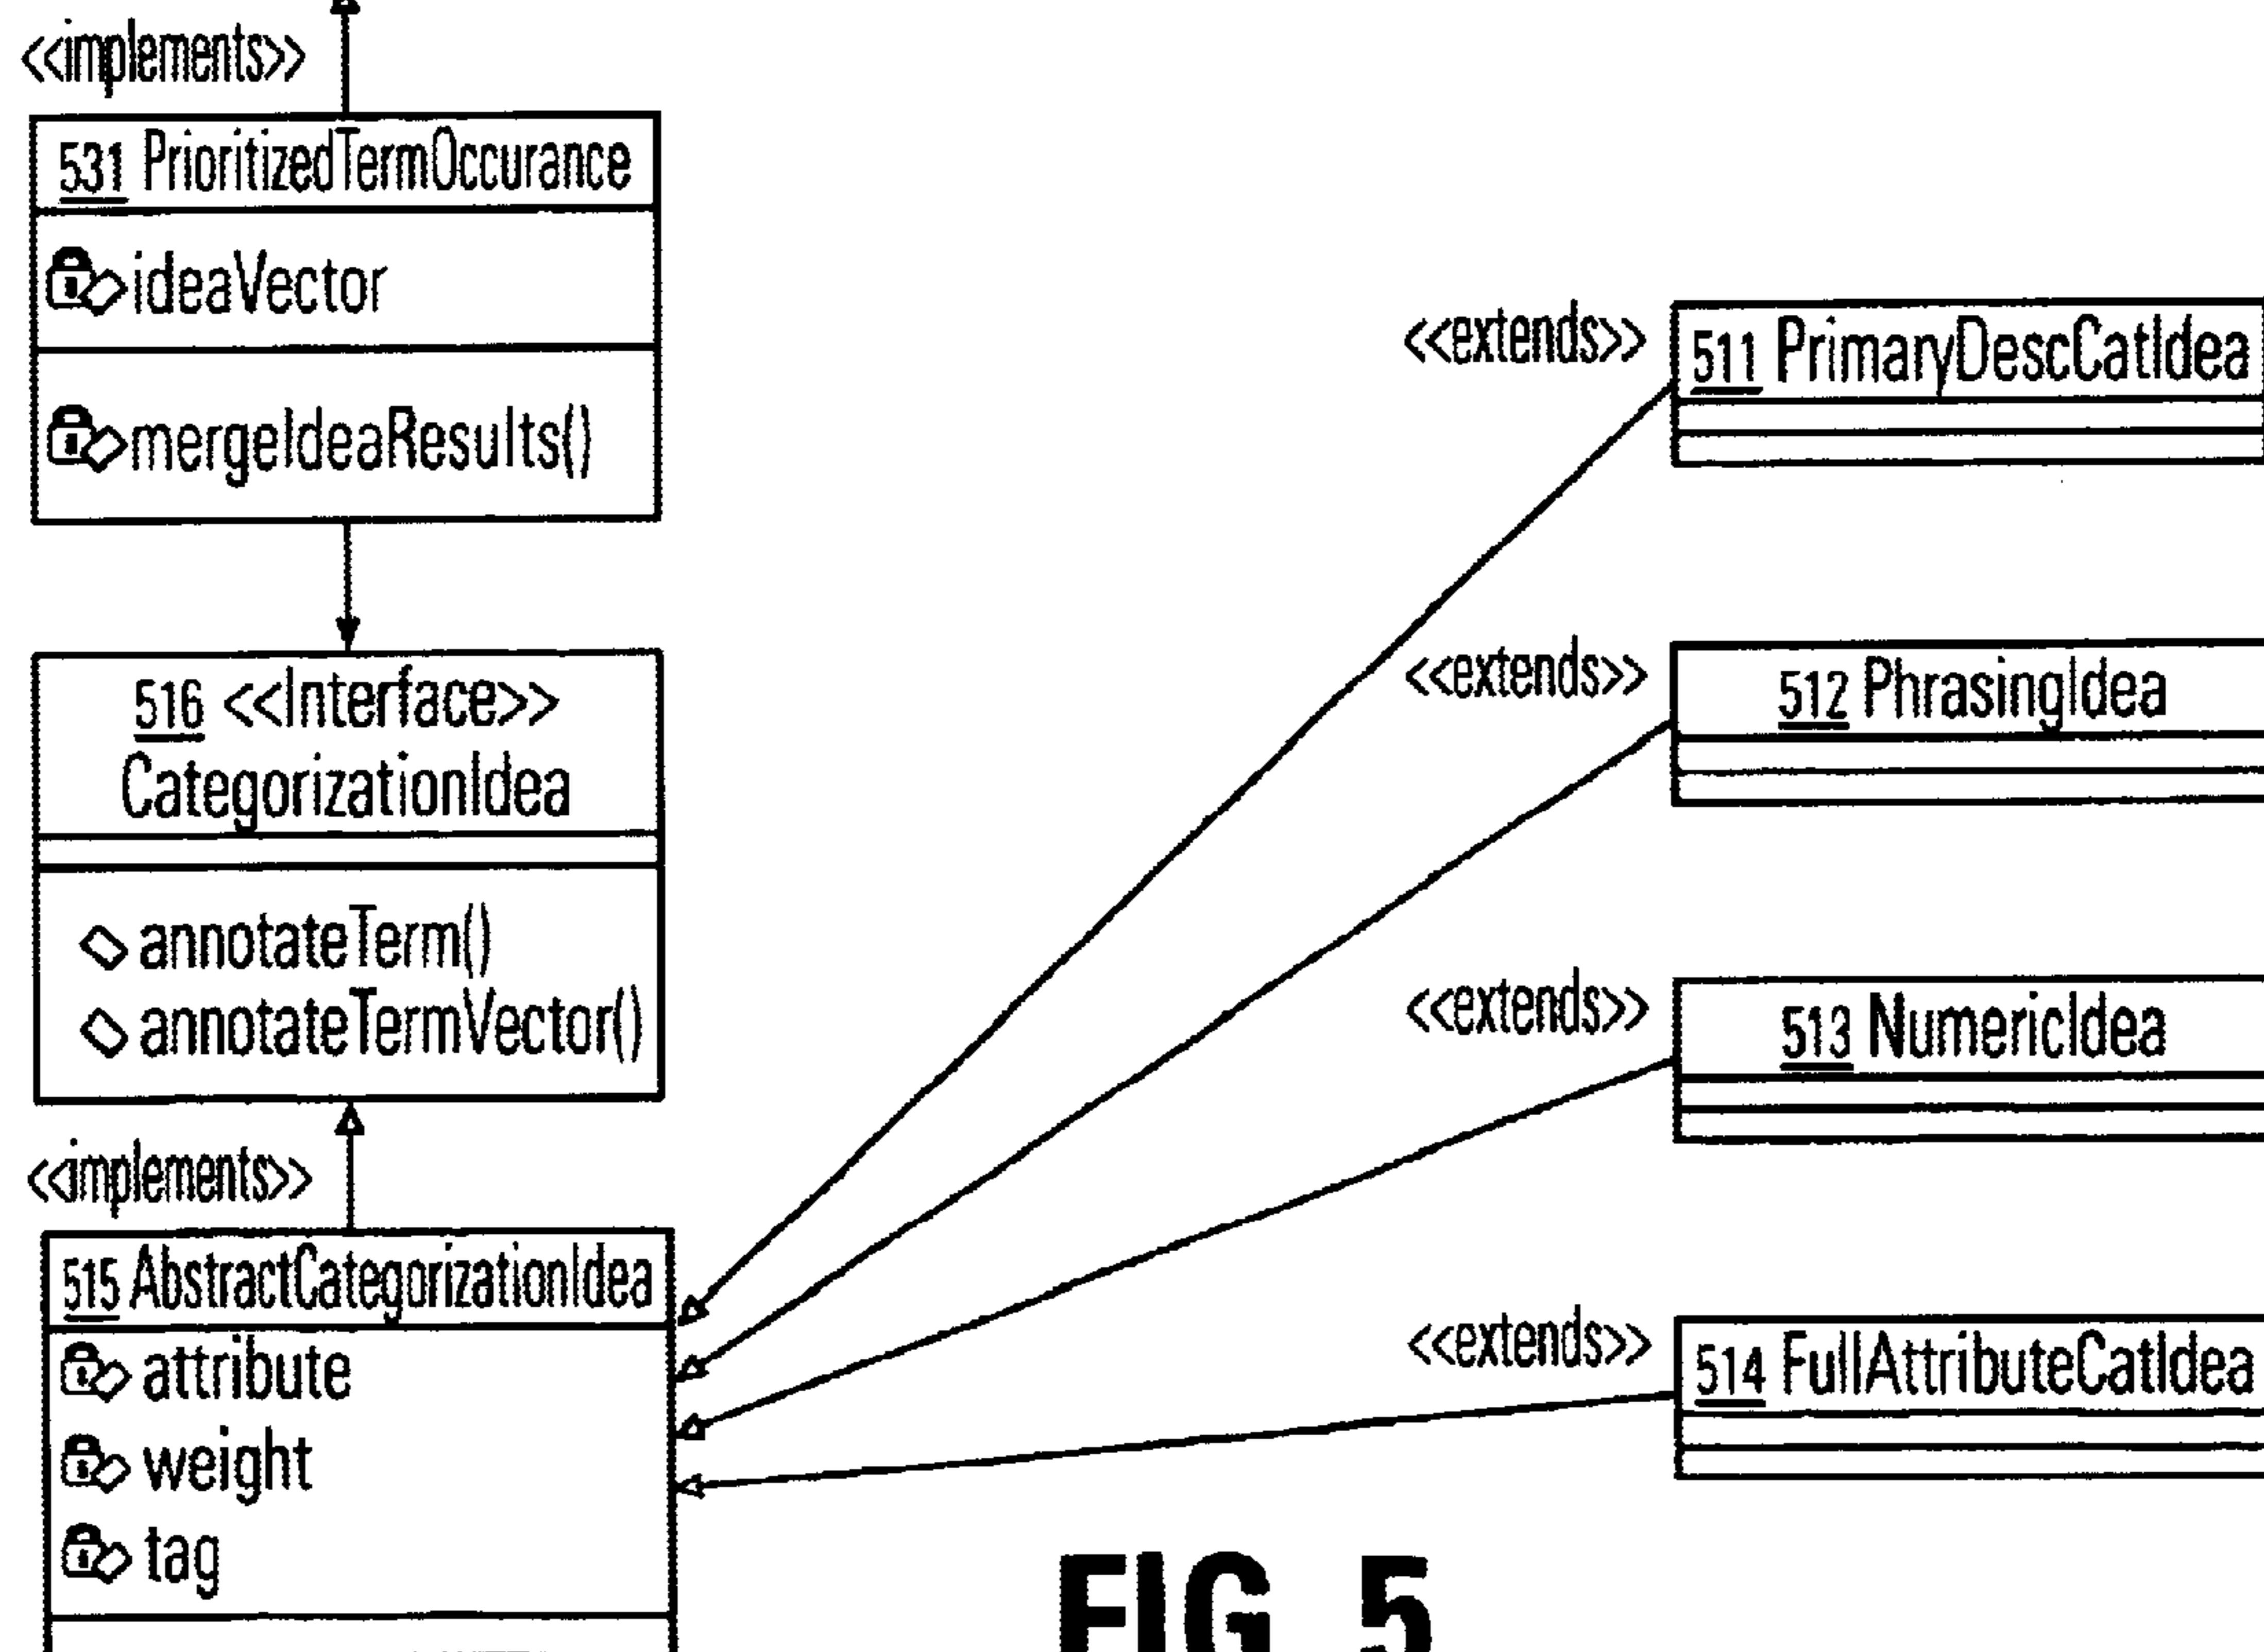 <<implements>>
531 PrioritizedTermOccurance
ideaVector
mergeIdeaResults()
516 <<Interface>>
CategorizationIdea
annotateTerm()
annotateTermVector()
<<implements>>
515 AbstractCategorizationIdea
attribute
weight
tag
<<extends>>
511 PrimaryDescCatIdea
<<extends>>
512 PhrasingIdea
<<extends>>
513 NumericIdea
<<extends>>
514 FullAttributeCatIdea
FIG. 5